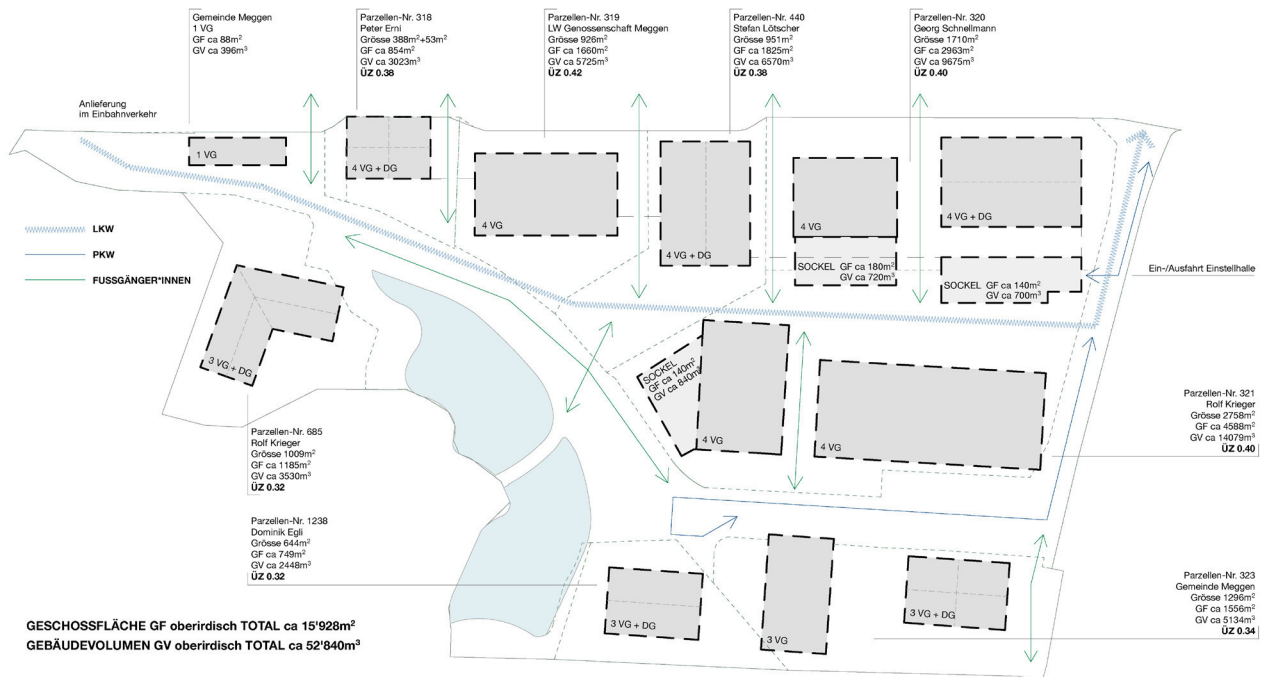 Gemeinde Meggen
1 VG
GF ca 88m²
GV ca 396m³
Parzellen-Nr. 318
Peter Erni
Grösse 388m²+53m²
GF ca 854m²
GV ca 3023m³
ÜZ 0.38
Parzellen-Nr. 319
LW Genossenschaft Meggen
Grösse 926m²
GF ca 1660m²
GV ca 5725m³
ÜZ 0.42
Parzellen-Nr. 440
Stefan Lötscher
Grösse 951m²
GF ca 1825m²
GV ca 6570m³
ÜZ 0.38
Parzellen-Nr. 320
Georg Schnellmann
Grösse 1710m²
GF ca 2963m²
GV ca 9675m³
ÜZ 0.40
Anlieferung
im Einbahnverkehr
1 VG
4 VG + DG
4 VG
4 VG + DG
4 VG
4 VG + DG
LKW
PKW
FUSSGÄNGER*INNEN
SOCKEL GF ca 180m²
GV ca 720m³
SOCKEL GF ca 140m²
GV ca 700m³
Ein-/Ausfahrt Einstellhalle
3 VG + DG
SOCKEL
GF ca 140m²
GV ca 840m³
4 VG
4 VG
Parzellen-Nr. 321
Rolf Krieger
Grösse 2758m²
GF ca 4588m²
GV ca 14079m³
ÜZ 0.40
Parzellen-Nr. 685
Rolf Krieger
Grösse 1009m²
GF ca 1185m²
GV ca 3530m³
ÜZ 0.32
Parzellen-Nr. 1238
Dominik Egli
Grösse 644m²
GF ca 749m²
GV ca 2448m³
ÜZ 0.32
3 VG + DG
3 VG
3 VG + DG
Parzellen-Nr. 323
Gemeinde Meggen
Grösse 1296m²
GF ca 1556m²
GV ca 5134m³
ÜZ 0.34
GESCHOSSFLÄCHE GF oberirdisch TOTAL ca 15'928m²
GEBÄUDEVOLUMEN GV oberirdisch TOTAL ca 52'840m³